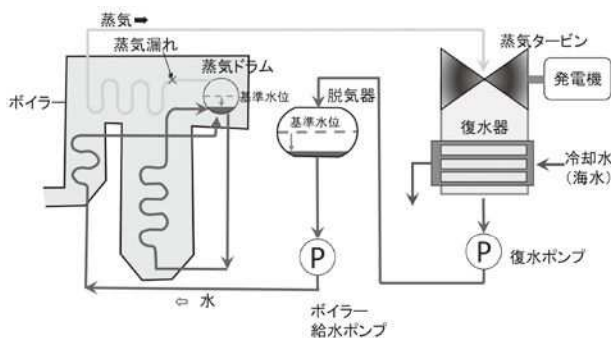 蒸気 ➡
蒸気漏れ
蒸気ドラム
ボイラー
基準水位
脱気器
基準水位
蒸気タービン
発電機
復水器
冷却水
(海水)
P
P
復水ポンプ
⇦ 水
ボイラー
給水ポンプ